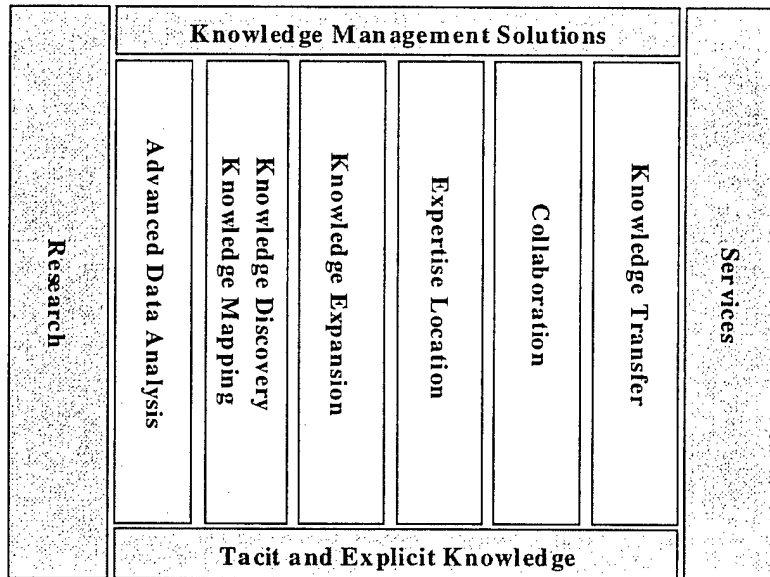 Knowledge Management Solutions
Research
Advanced Data Analysis
Knowledge Discovery
Knowledge Mapping
Knowledge Expansion
Expertise Location
Collaboration
Knowledge Transfer
Services
Tacit and Explicit Knowledge